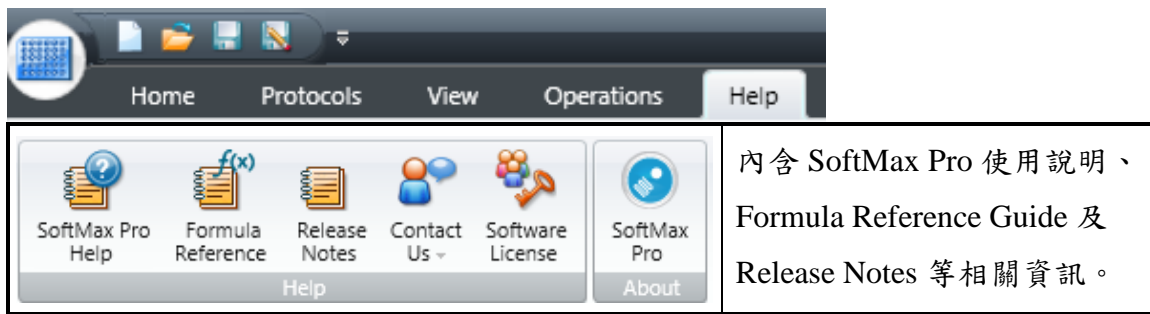 Home Protocols View Operations Help
f(x)
SoftMax Pro Help
Formula Reference
Release Notes
Contact Us
Software License
SoftMax Pro
Help
About
內含 SoftMax Pro 使用說明、
Formula Reference Guide 及
Release Notes 等相關資訊。